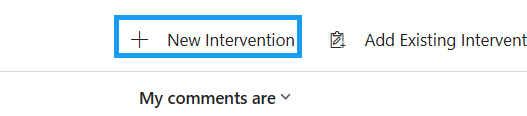 New Intervention Add Existing Intervent
My comments are